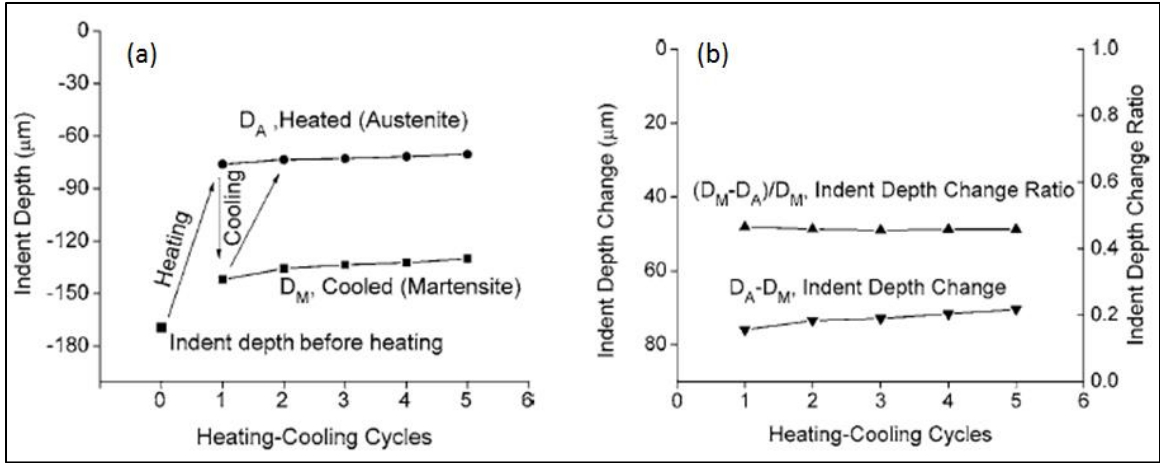 (a)
0
-30
-60
-90
-120
-150
-180
Indent Depth (μm)
D_A ,Heated (Austenite)
Heating
Cooling
D_M, Cooled (Martensite)
Indent depth before heating
0 1 2 3 4 5 6
Heating-Cooling Cycles
(b)
0
20
40
60
80
Indent Depth Change (μm)
(D_M-D_A)/D_M, Indent Depth Change Ratio
D_A-D_M, Indent Depth Change
1.0
0.8
0.6
0.4
0.2
0.0
Indent Depth Change Ratio
0 1 2 3 4 5 6
Heating-Cooling Cycles